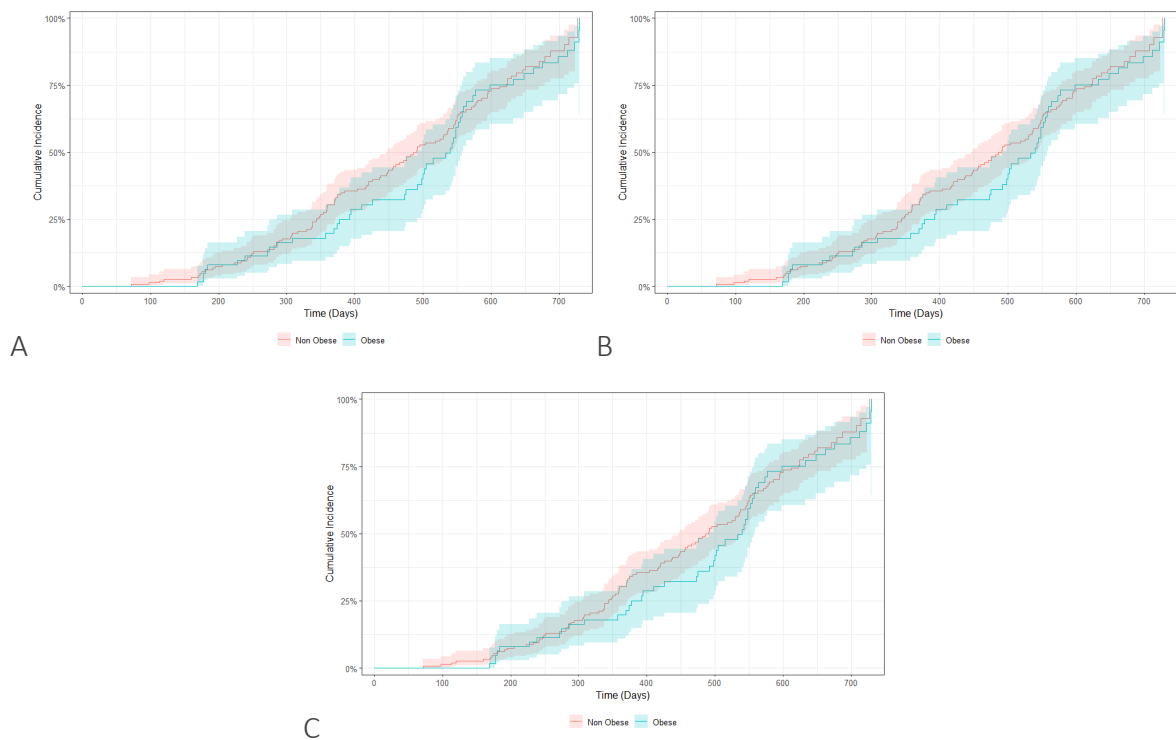 100%
75%
50%
25%
0%
Cumulative Incidence
0 100 200 300 400 500 600 700
Time (Days)
Non Obese Obese
A
100%
75%
50%
25%
0%
Cumulative Incidence
0 100 200 300 400 500 600 700
Time (Days)
Non Obese Obese
B
100%
75%
50%
25%
0%
Cumulative Incidence
0 100 200 300 400 500 600 700
Time (Days)
Non Obese Obese
C